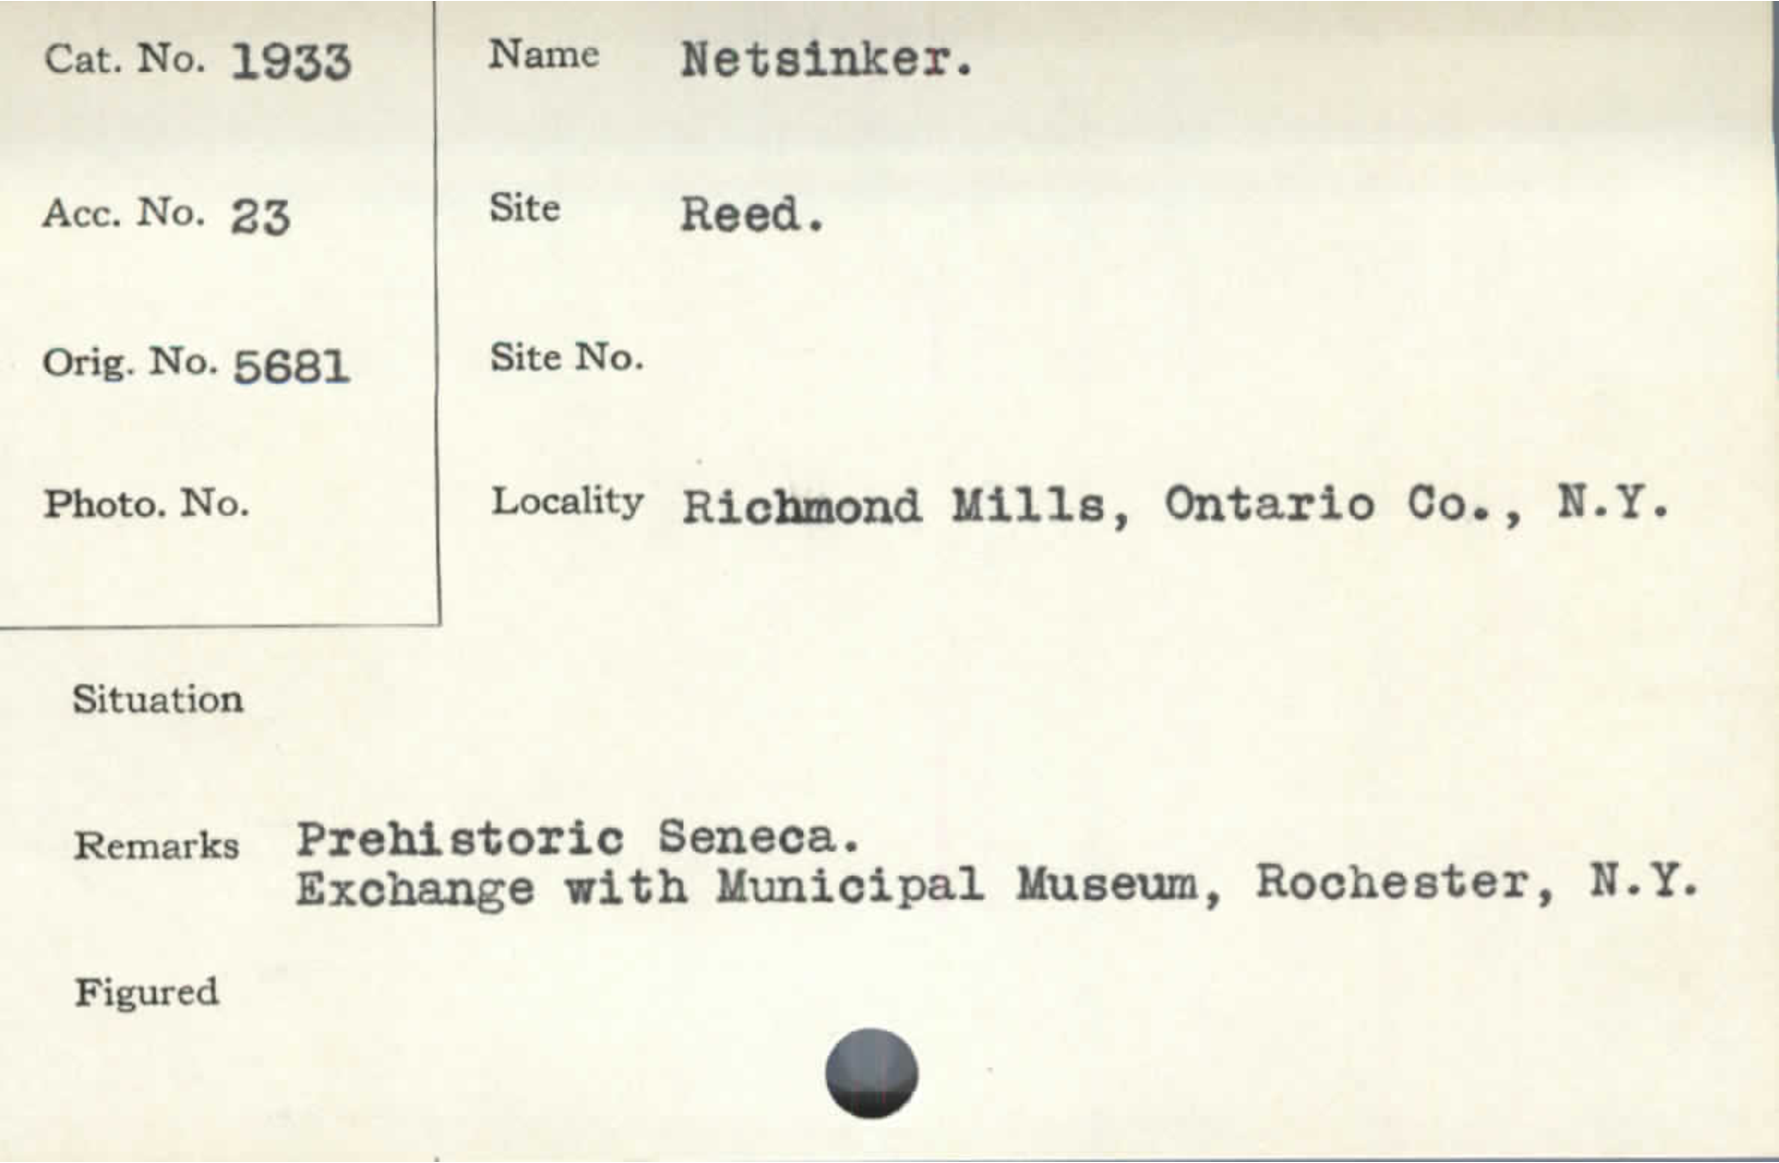 Cat. No. 1933
Name Netsinker.
Acc. No. 23
Site Reed.
Orig. No. 5681
Site No.
Photo. No.
Locality Richmond Mills, Ontario Co., N.Y.
Situation
Remarks Prehistoric Seneca.
Exchange with Municipal Museum, Rochester, N.Y.
Figured